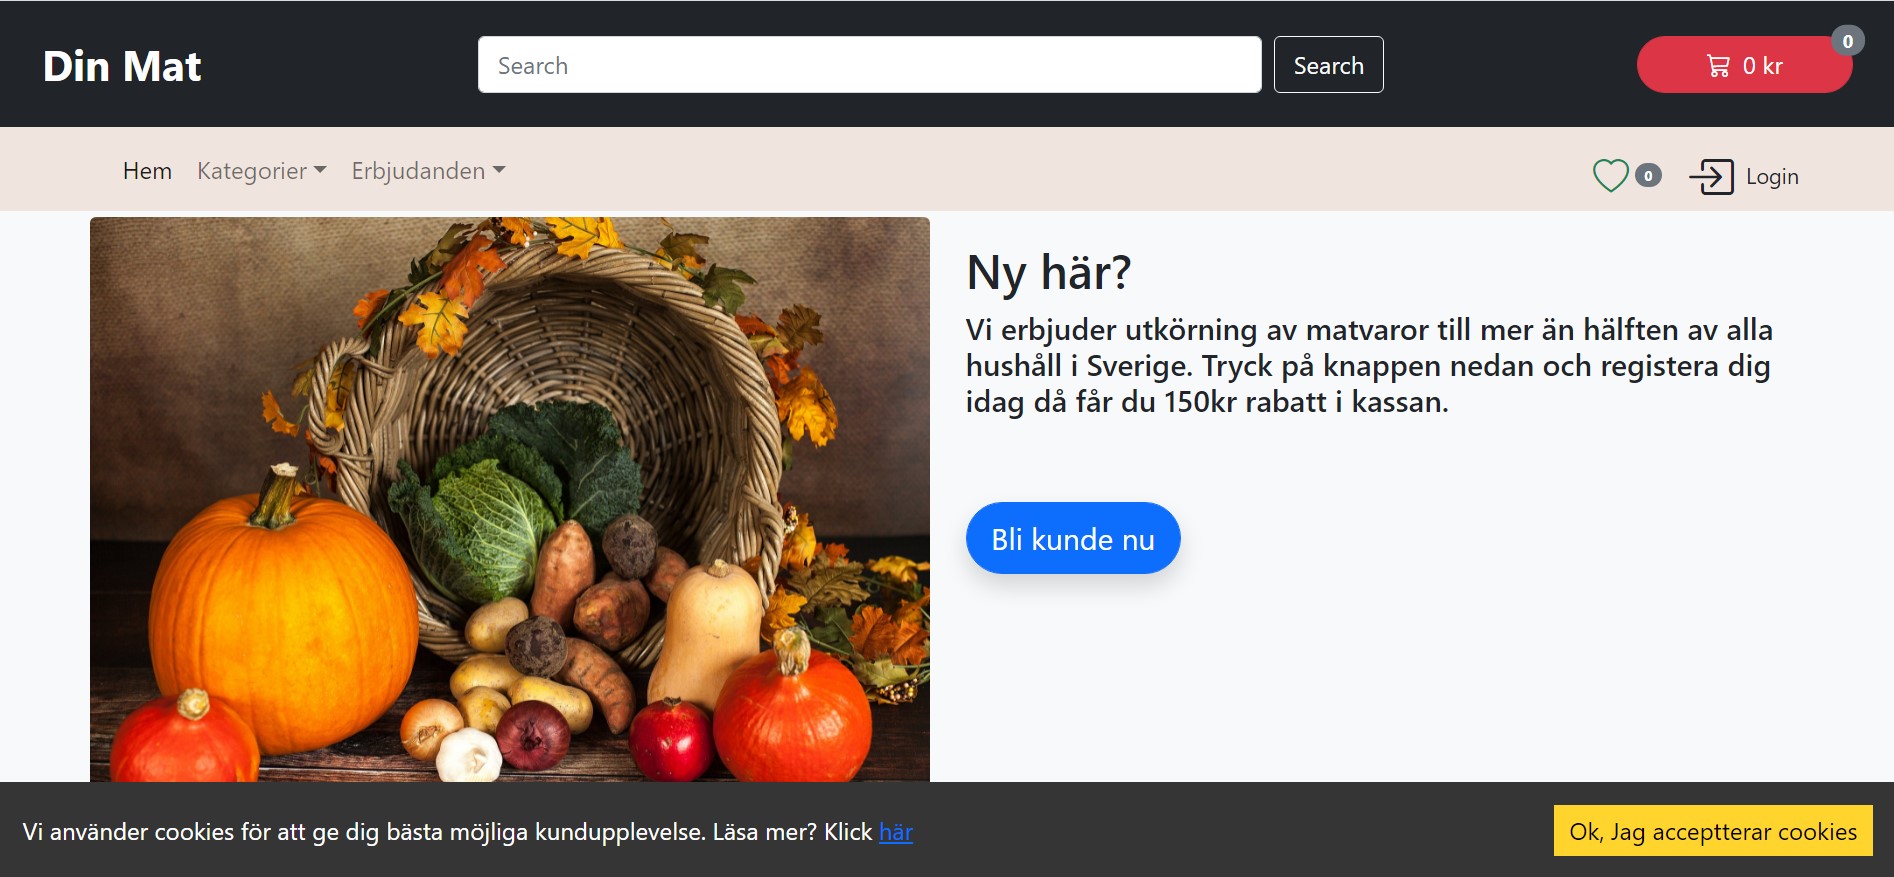 Din Mat
Search
Search
0
0 kr
Hem
Kategorier
Erbjudanden
0
Login
Ny här?
Vi erbjuder utkörning av matvaror till mer än hälften av alla
hushåll i Sverige. Tryck på knappen nedan och registera dig
idag då får du 150kr rabatt i kassan.
Bli kunde nu
Vi använder cookies för att ge dig bästa möjliga kundupplevelse. Läsa mer? Klick här
Ok, Jag acceptterar cookies